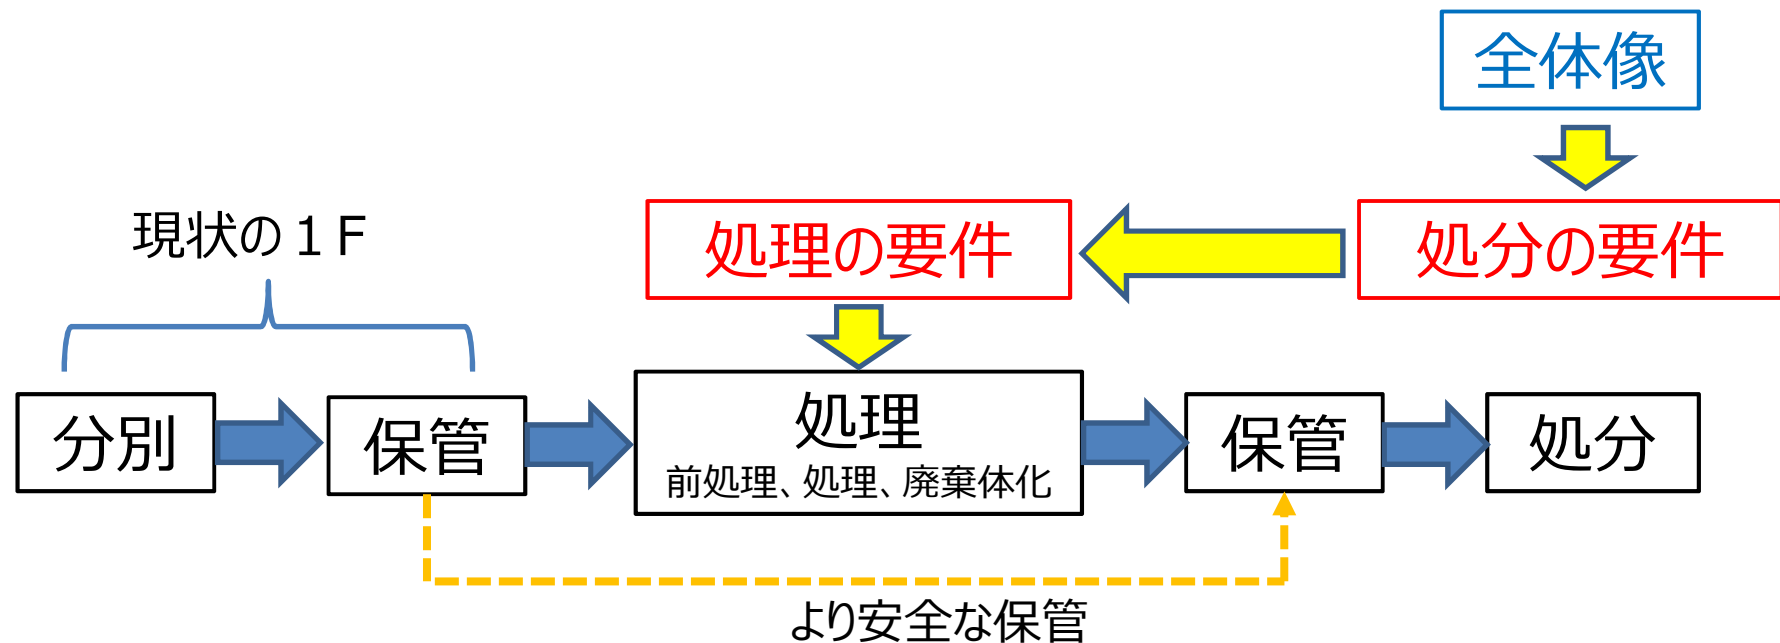 全体像
現状の１F
処理の要件
処分の要件
分別
保管
処理
前処理、処理、廃棄体化
保管
処分
より安全な保管